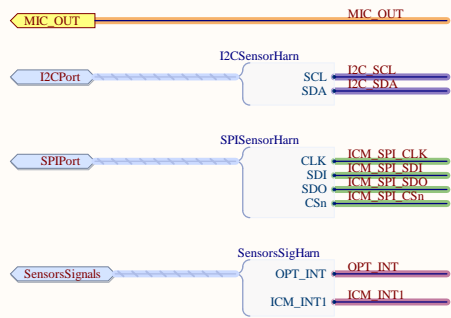 MIC_OUT MIC_OUT
I2CSensorHarn
I2CPort SCL I2C_SCL
SDA I2C_SDA
SPISensorHarn
SPIPort CLK ICM_SPI_CLK
SDI ICM_SPI_SDI
SDO ICM_SPI_SDO
CSn ICM_SPI_CSn
SensorsSigHarn
SensorsSignals OPT_INT OPT_INT
ICM_INT1 ICM_INT1